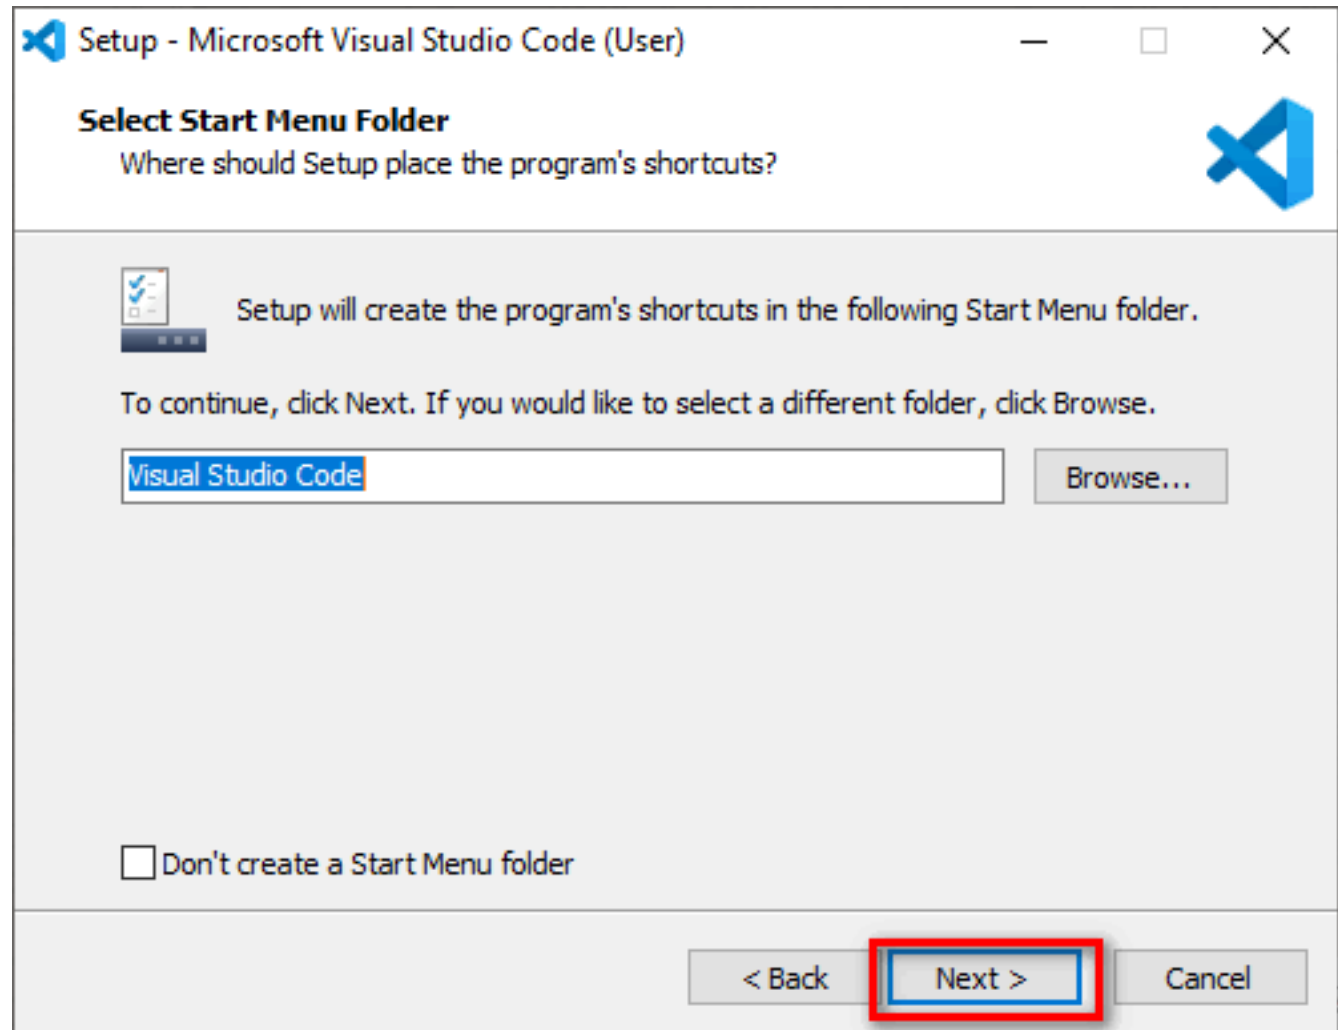 Setup - Microsoft Visual Studio Code (User)
Select Start Menu Folder
Where should Setup place the program's shortcuts?
Setup will create the program's shortcuts in the following Start Menu folder.
To continue, click Next. If you would like to select a different folder, click Browse.
Visual Studio Code
Browse...
Don't create a Start Menu folder
< Back
Next >
Cancel